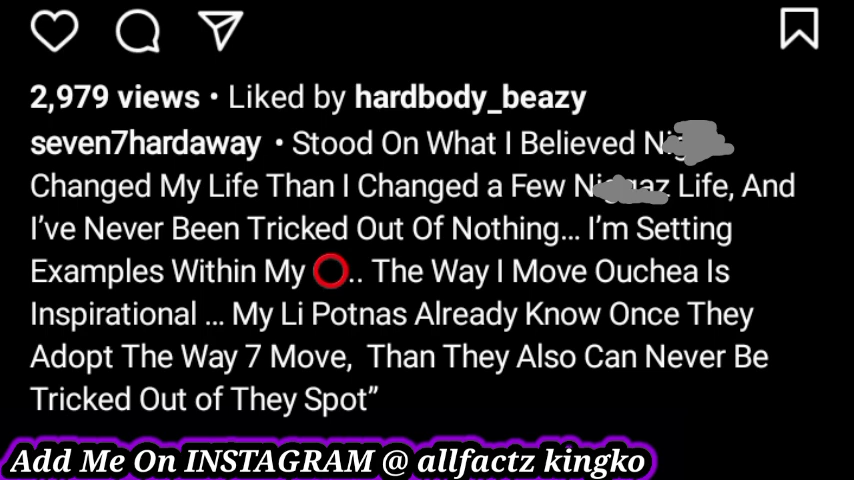 2,979 views • Liked by hardbody_beazy
seven7hardaway • Stood On What I Believed
Changed My Life Than I Changed a Few Niggaz Life, And
I've Never Been Tricked Out Of Nothing... I'm Setting
Examples Within My ⭕.. The Way I Move Ouchea Is
Inspirational ... My Li Potnas Already Know Once They
Adopt The Way 7 Move, Than They Also Can Never Be
Tricked Out of They Spot”
Add Me On INSTAGRAM @ allfactz kingko